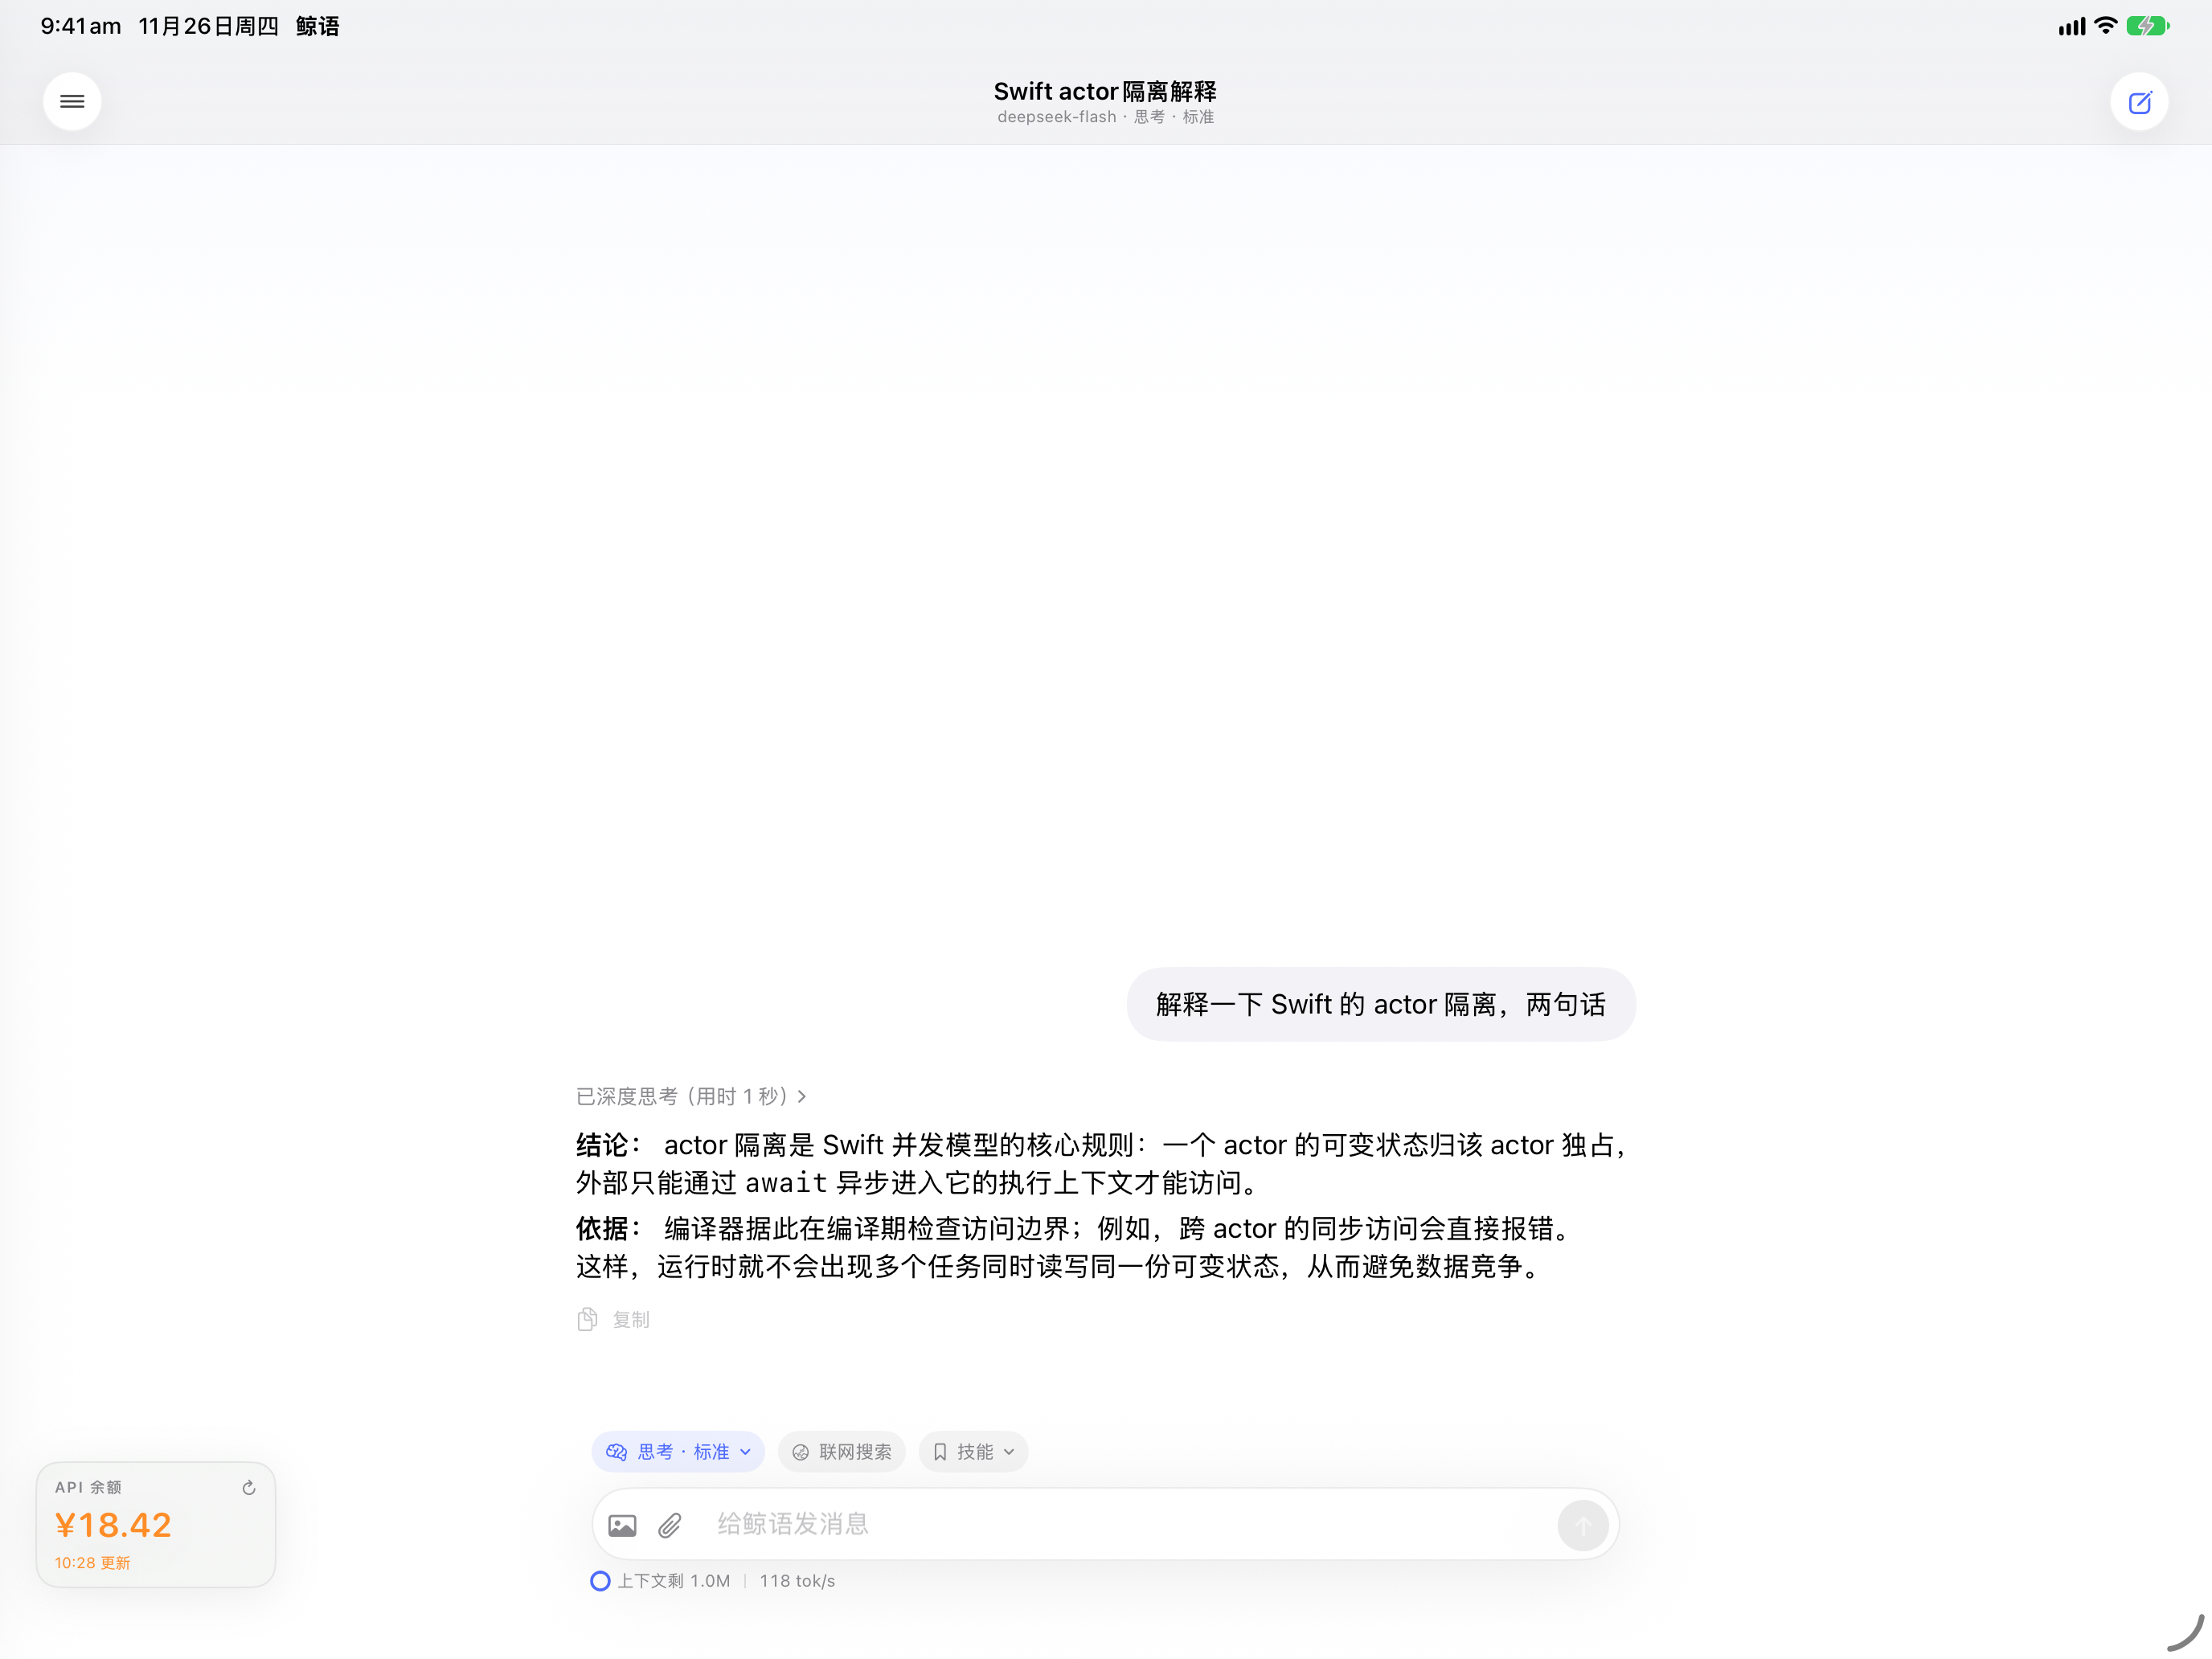 9:41am 11月26日周四 鲸语
Swift actor隔离解释
deepseek-flash · 思考 · 标准
解释一下 Swift 的 actor 隔离，两句话
已深度思考（用时 1 秒）
结论： actor 隔离是 Swift 并发模型的核心规则：一个 actor 的可变状态归该 actor 独占，
外部只能通过 await 异步进入它的执行上下文才能访问。
依据： 编译器据此在编译期检查访问边界；例如，跨 actor 的同步访问会直接报错。
这样，运行时就不会出现多个任务同时读写同一份可变状态，从而避免数据竞争。
复制
思考 · 标准 联网搜索 技能
API 余额
¥18.42
10:28 更新
给鲸语发消息
上下文剩 1.0M | 118 tok/s